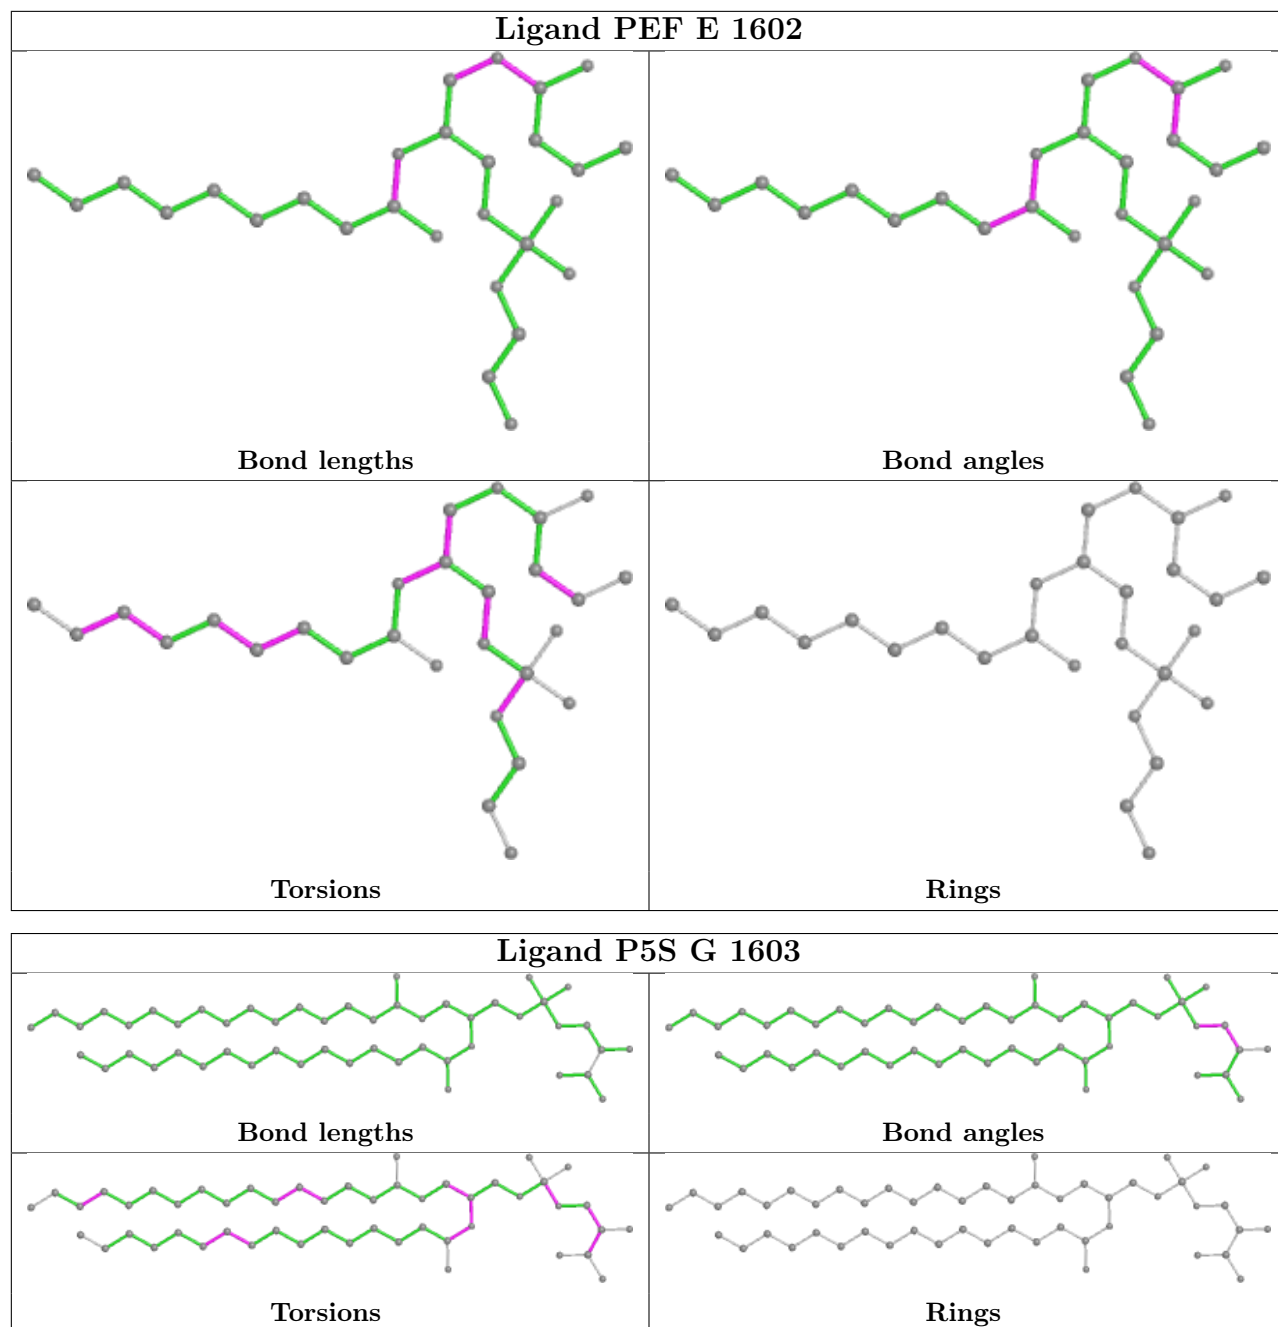 Ligand PEF E 1602
Bond lengths
Bond angles
Torsions
Rings
Ligand P5S G 1603
Bond lengths
Bond angles
Torsions
Rings